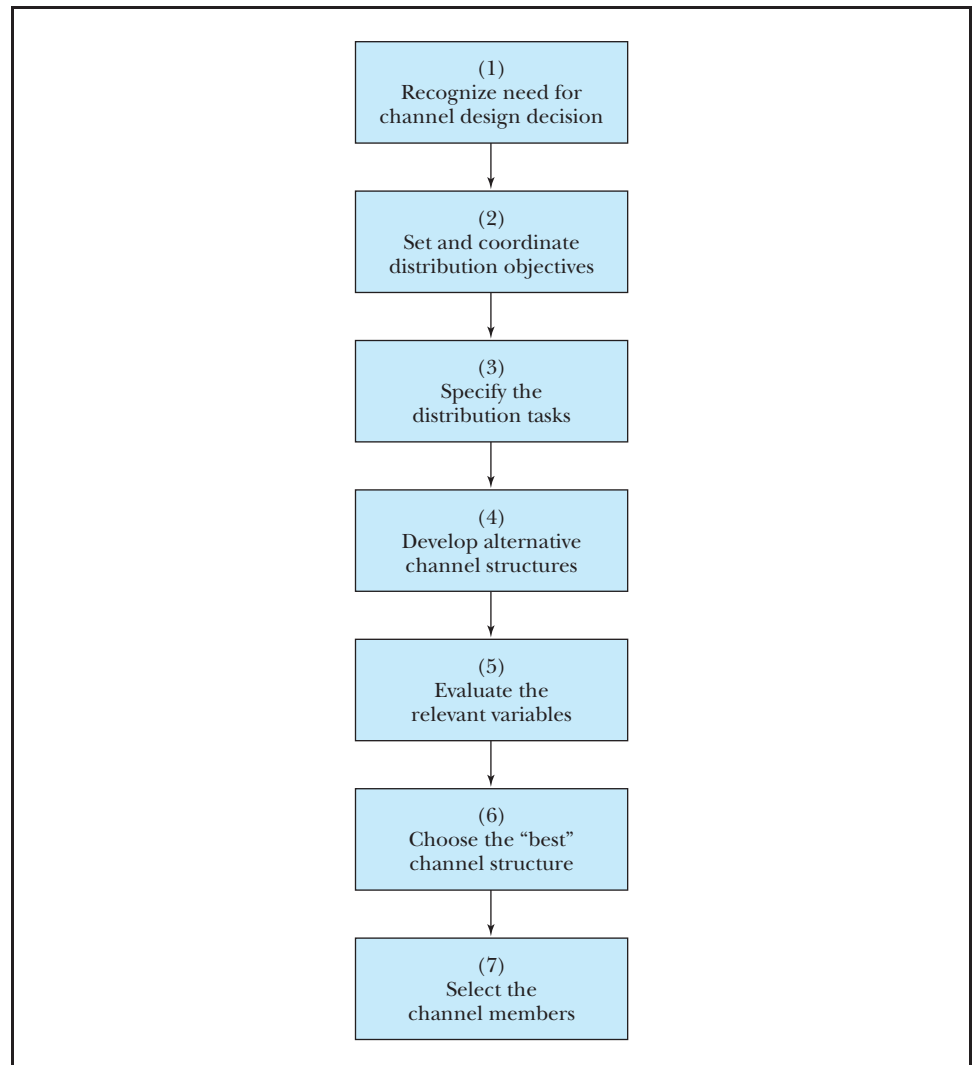 (1)
Recognize need for
channel design decision
(2)
Set and coordinate
distribution objectives
(3)
Specify the
distribution tasks
(4)
Develop alternative
channel structures
(5)
Evaluate the
relevant variables
(6)
Choose the “best”
channel structure
(7)
Select the
channel members